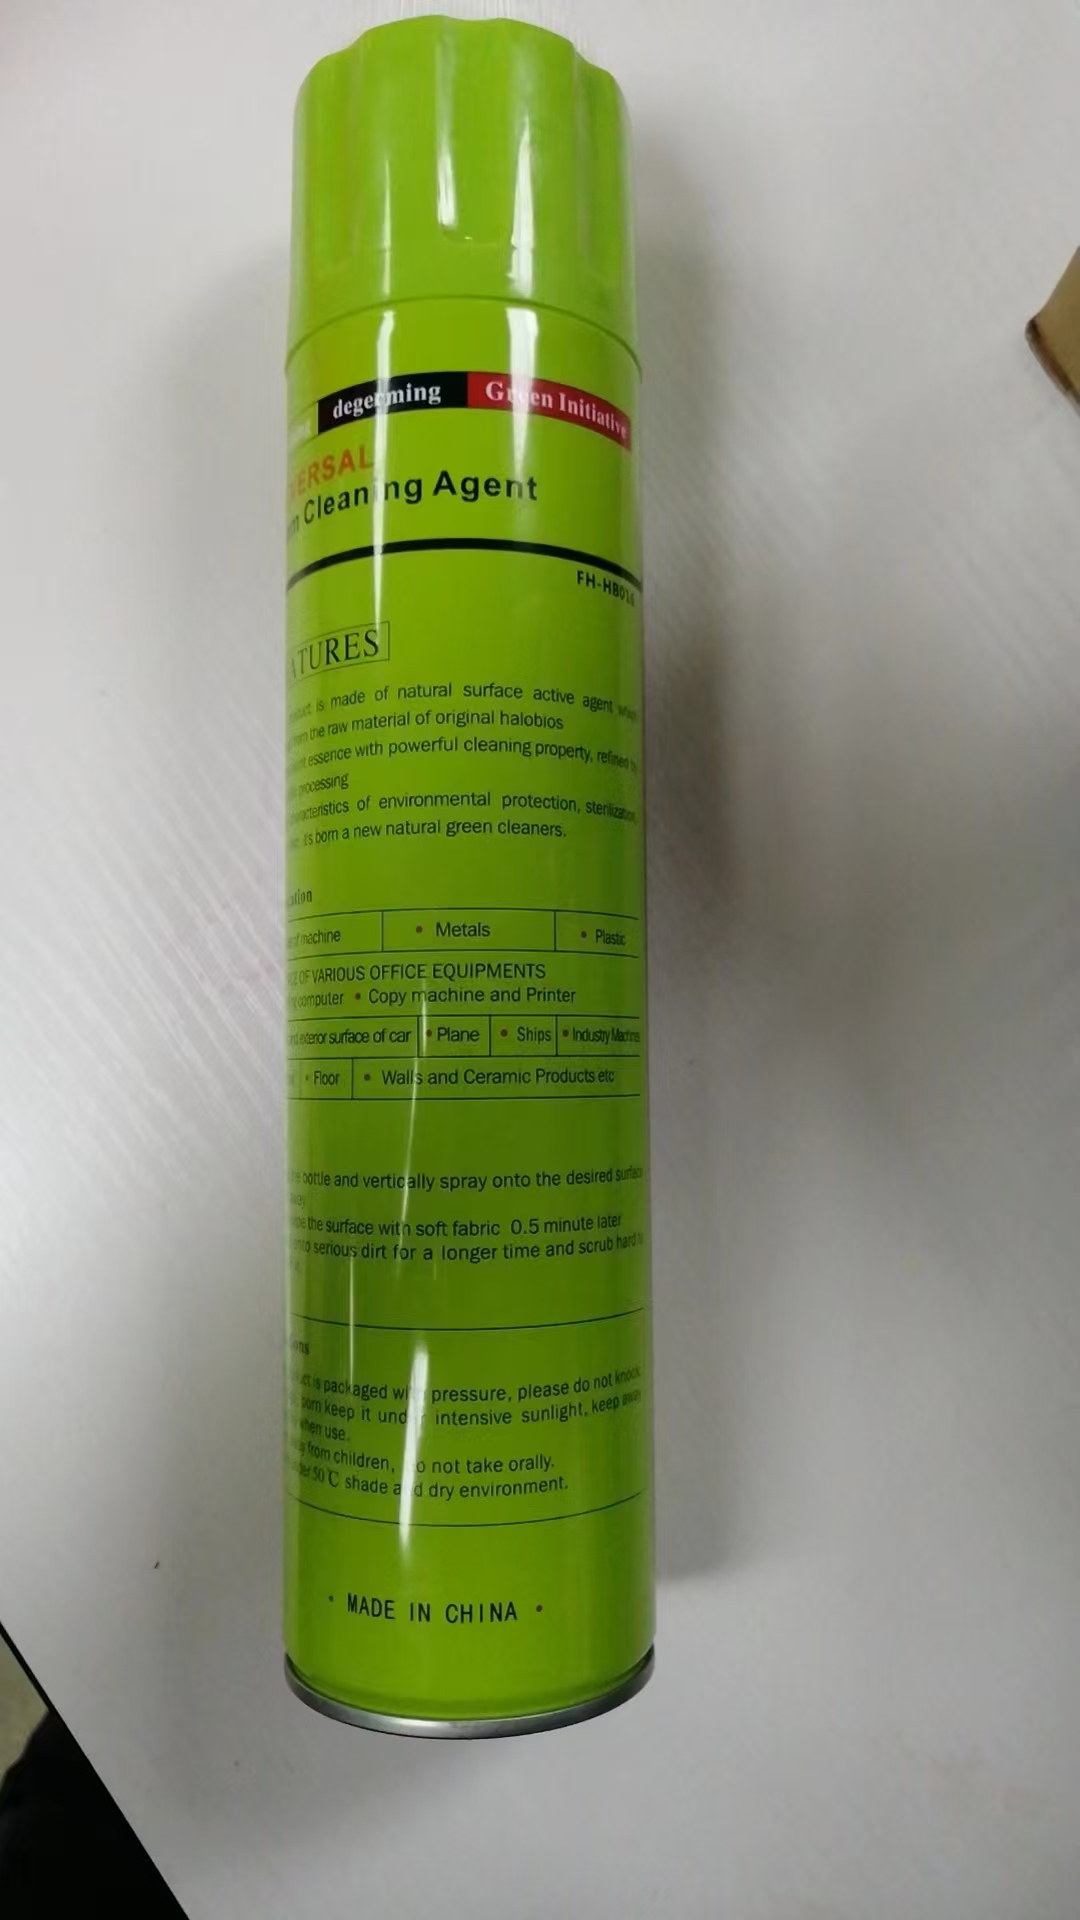 degerming Green Initiative
Cleaning Agent
FH-HB016
is made of natural surface active agent
from the raw material of original halobios
essence with powerful cleaning property, refined
processing
of environmental protection, sterilization,
it's born a new natural green cleaners.
machine • Metals • Plastic
OF VARIOUS OFFICE EQUIPMENTS
computer • Copy machine and Printer
exterior surface of car • Plane • Ships • Industry Machines
• Floor • Walls and Ceramic Products etc
bottle and vertically spray onto the desired surface
the surface with soft fabric 0.5 minute later
serious dirt for a longer time and scrub hard
is packaged with pressure, please do not knock
keep it under intensive sunlight, keep away
when use.
from children, do not take orally.
50℃ shade and dry environment.
• MADE IN CHINA •